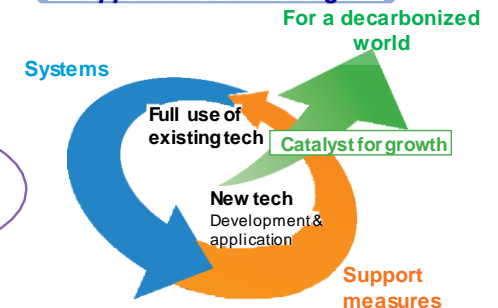 For a decarbonized
world
Systems
Full use of
existing tech
Catalyst for growth
New tech
Development &
application
Support
measures